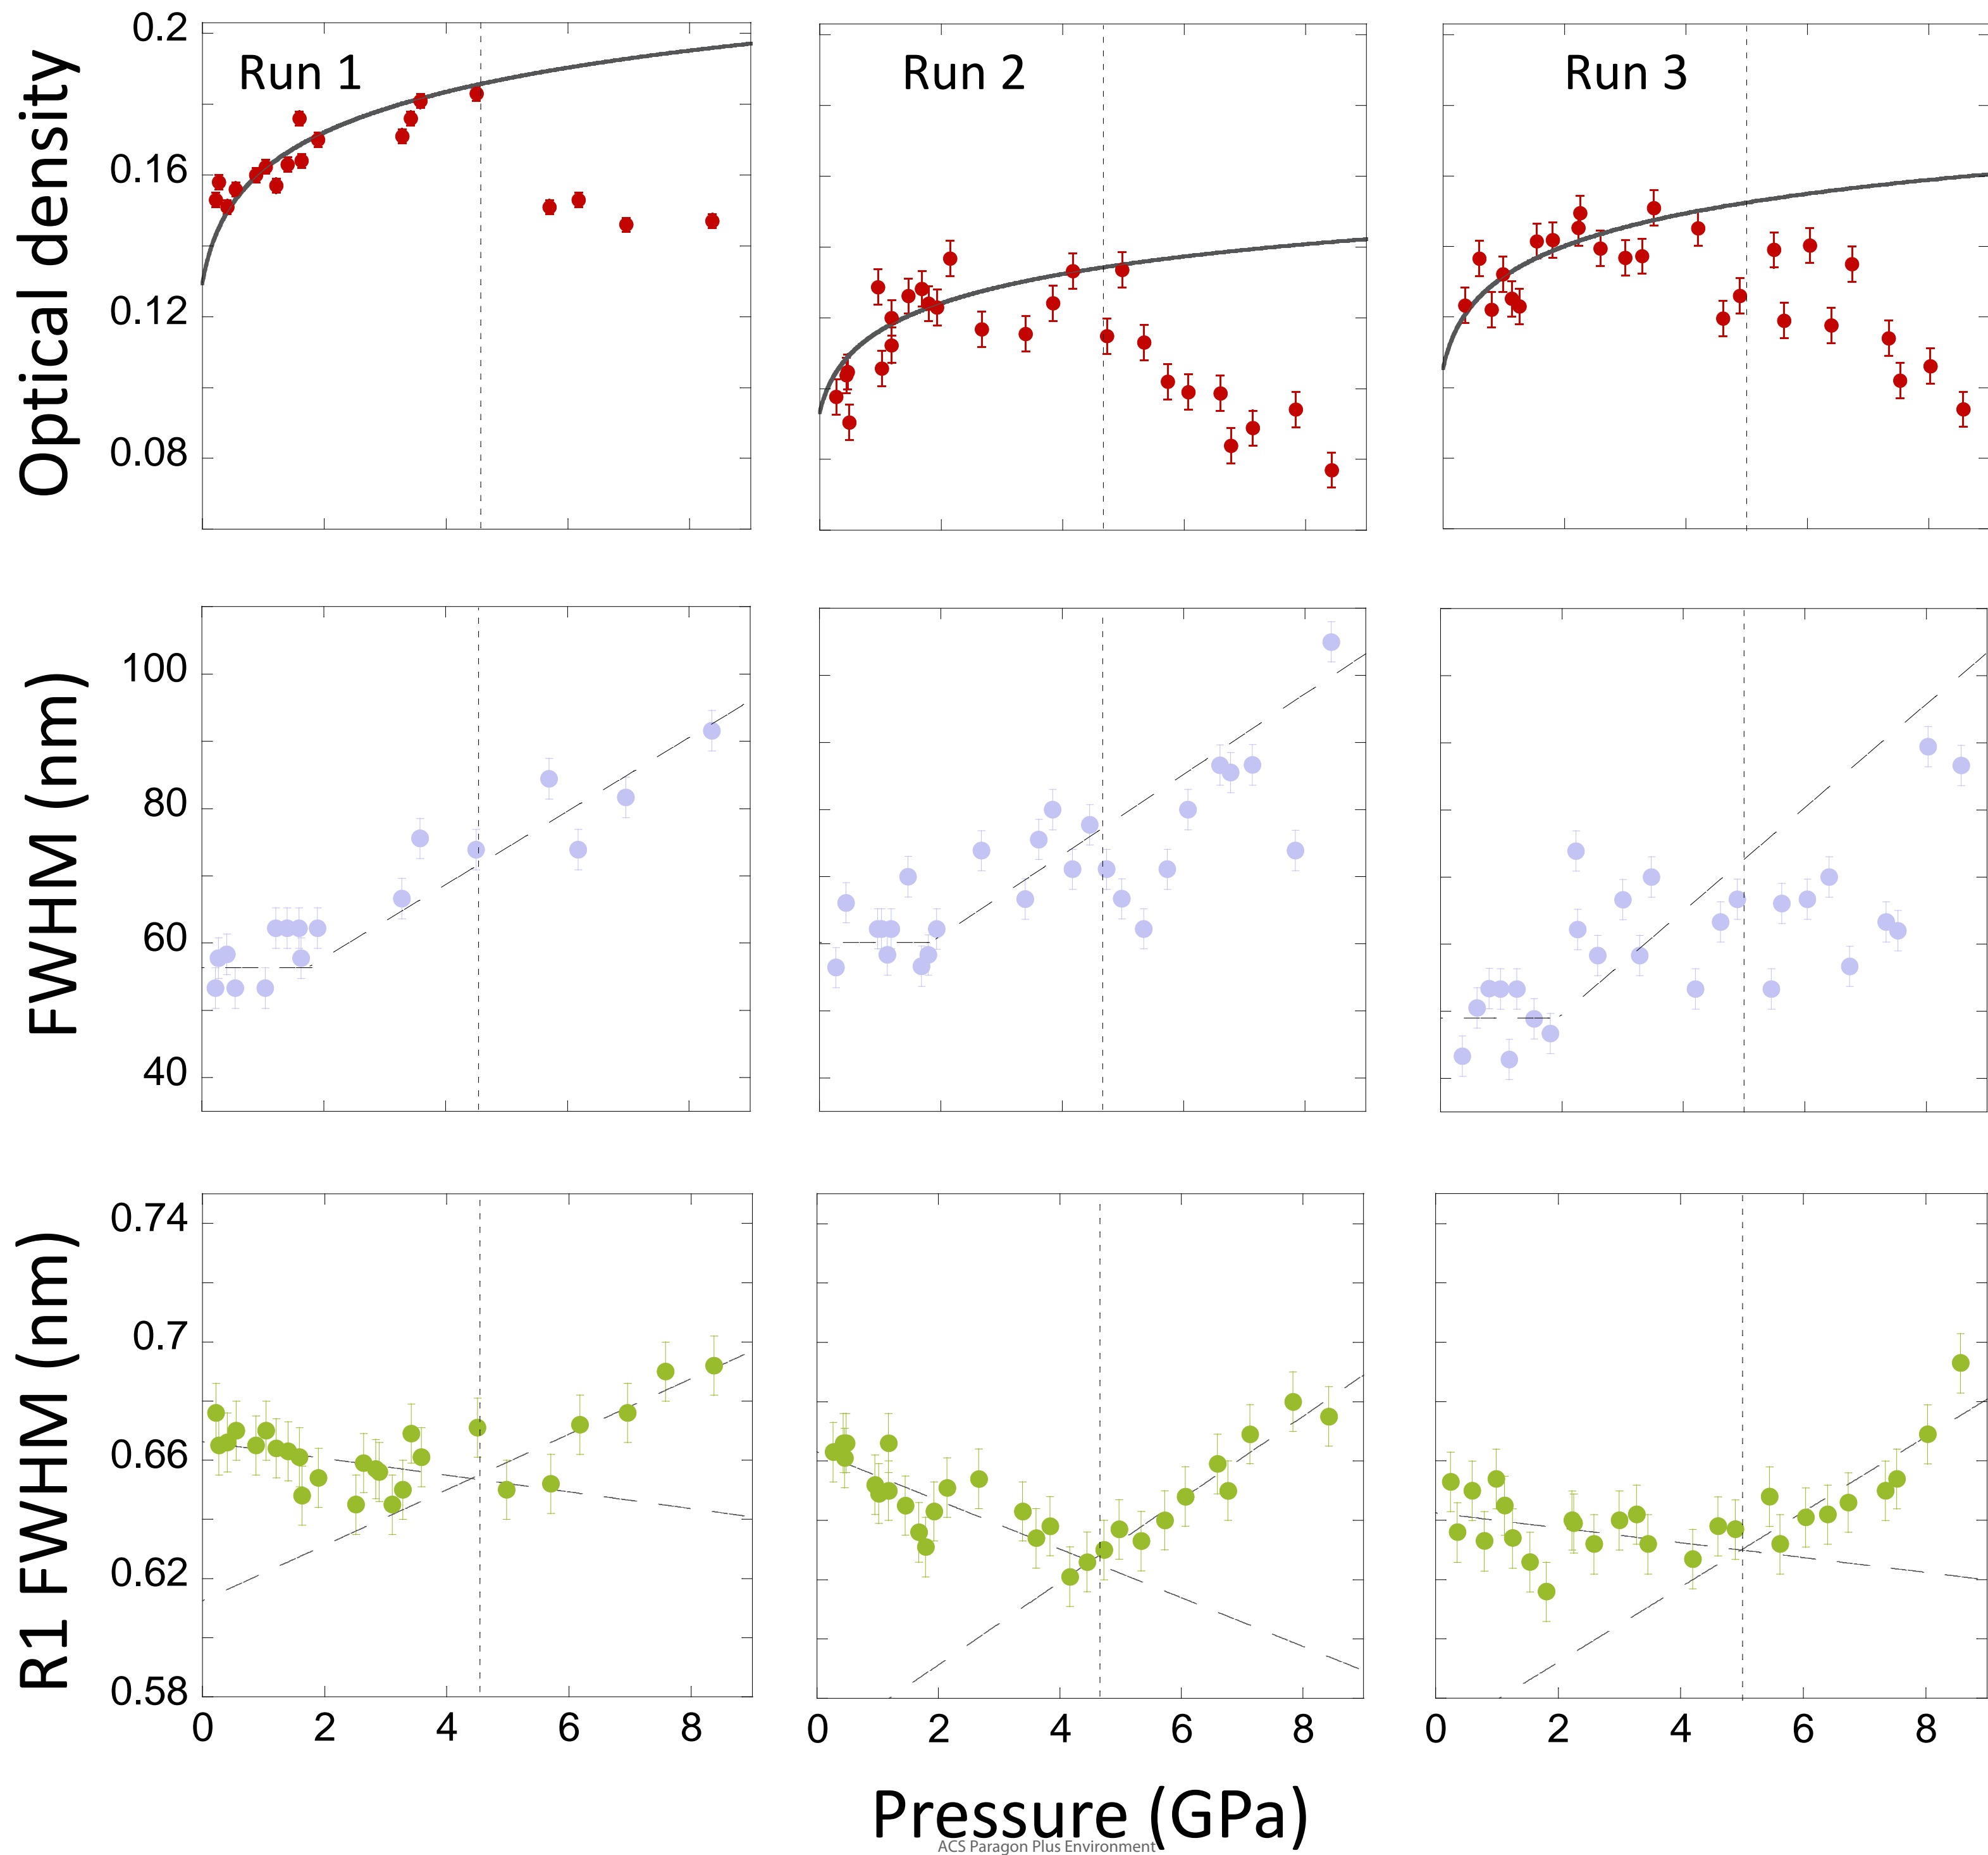 Optical density
0.2
0.16
0.12
0.08
Run 1
Run 2
Run 3
FWHM (nm)
100
80
60
40
R1 FWHM (nm)
0.74
0.7
0.66
0.62
0.58
0 2 4 6 8
0 2 4 6 8
0 2 4 6 8
Pressure (GPa)
ACS Paragon Plus Environment